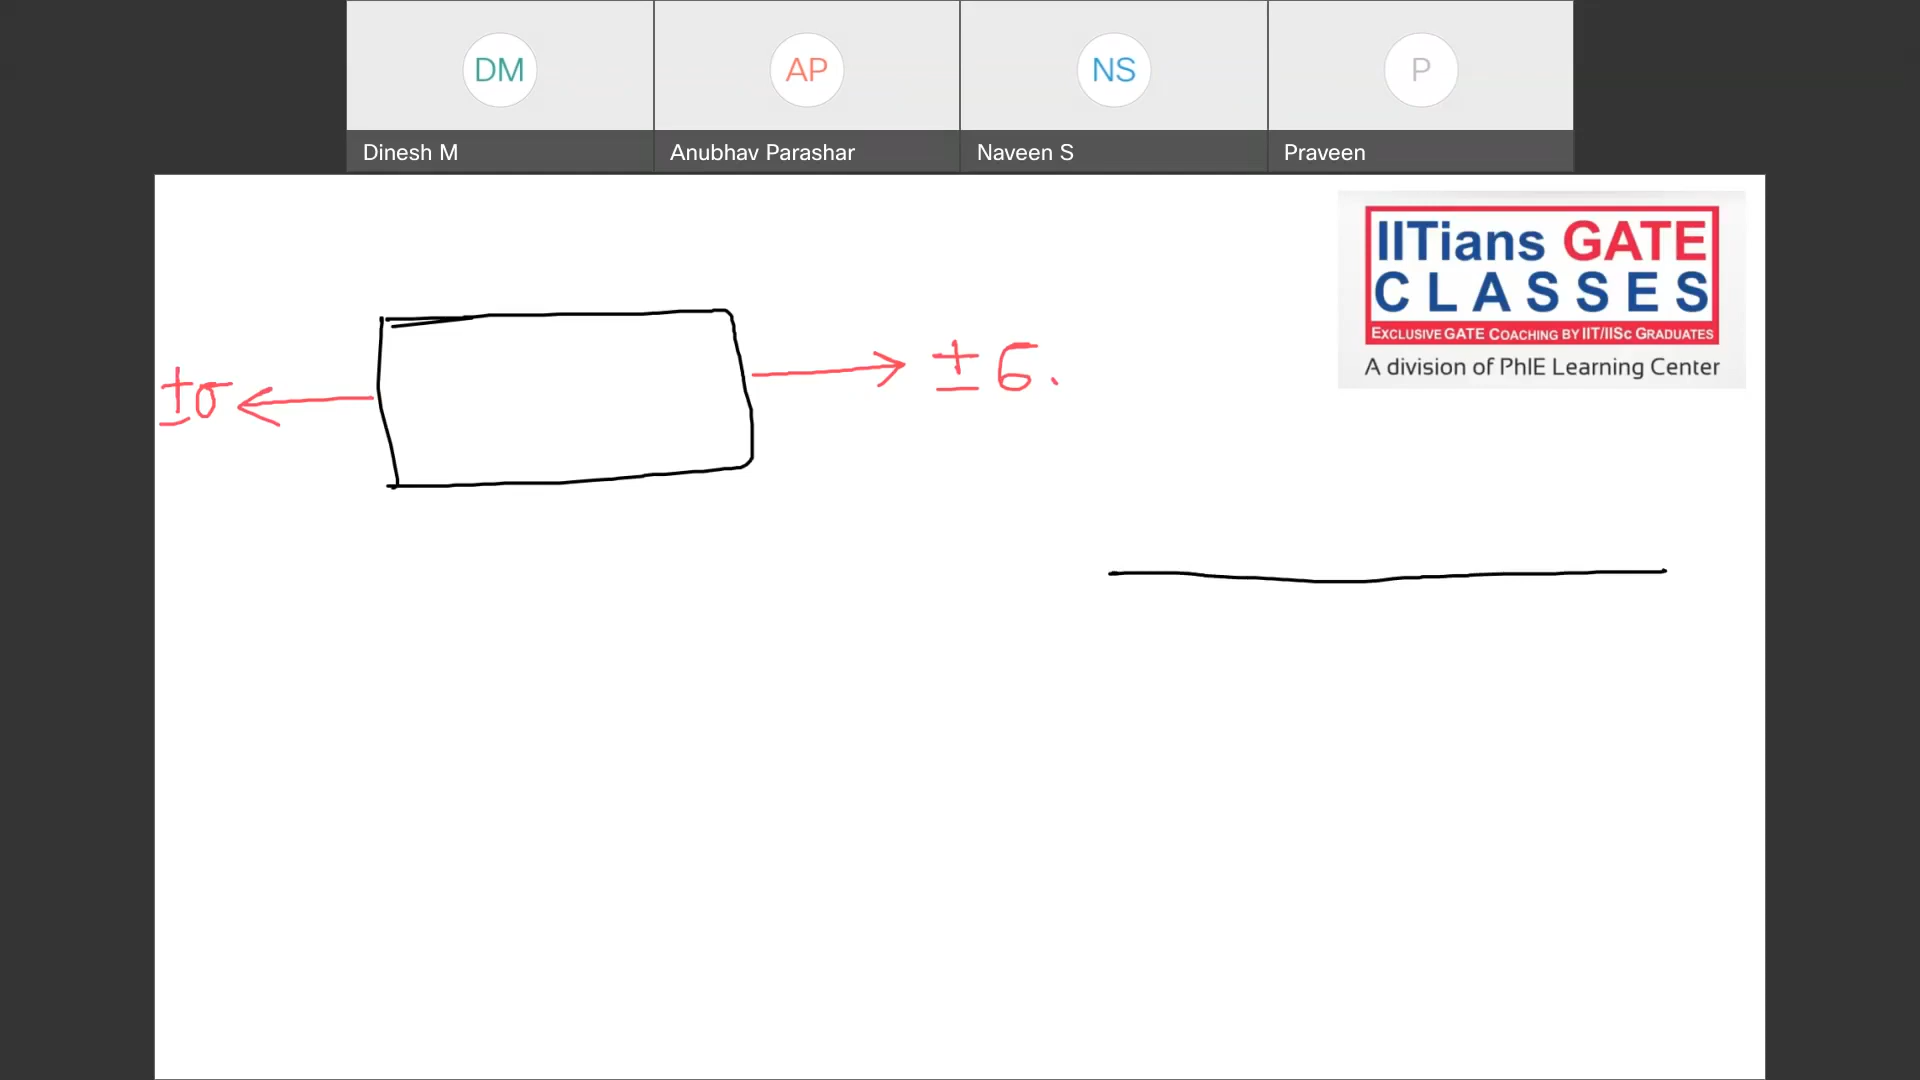 DM
AP
NS
P
Dinesh M
Anubhav Parashar
Naveen S
Praveen
IITians GATE
CLASSES
EXCLUSIVE GATE COACHING BY IIT/IISc GRADUATES
A division of PhIE Learning Center
±σ
±σ.